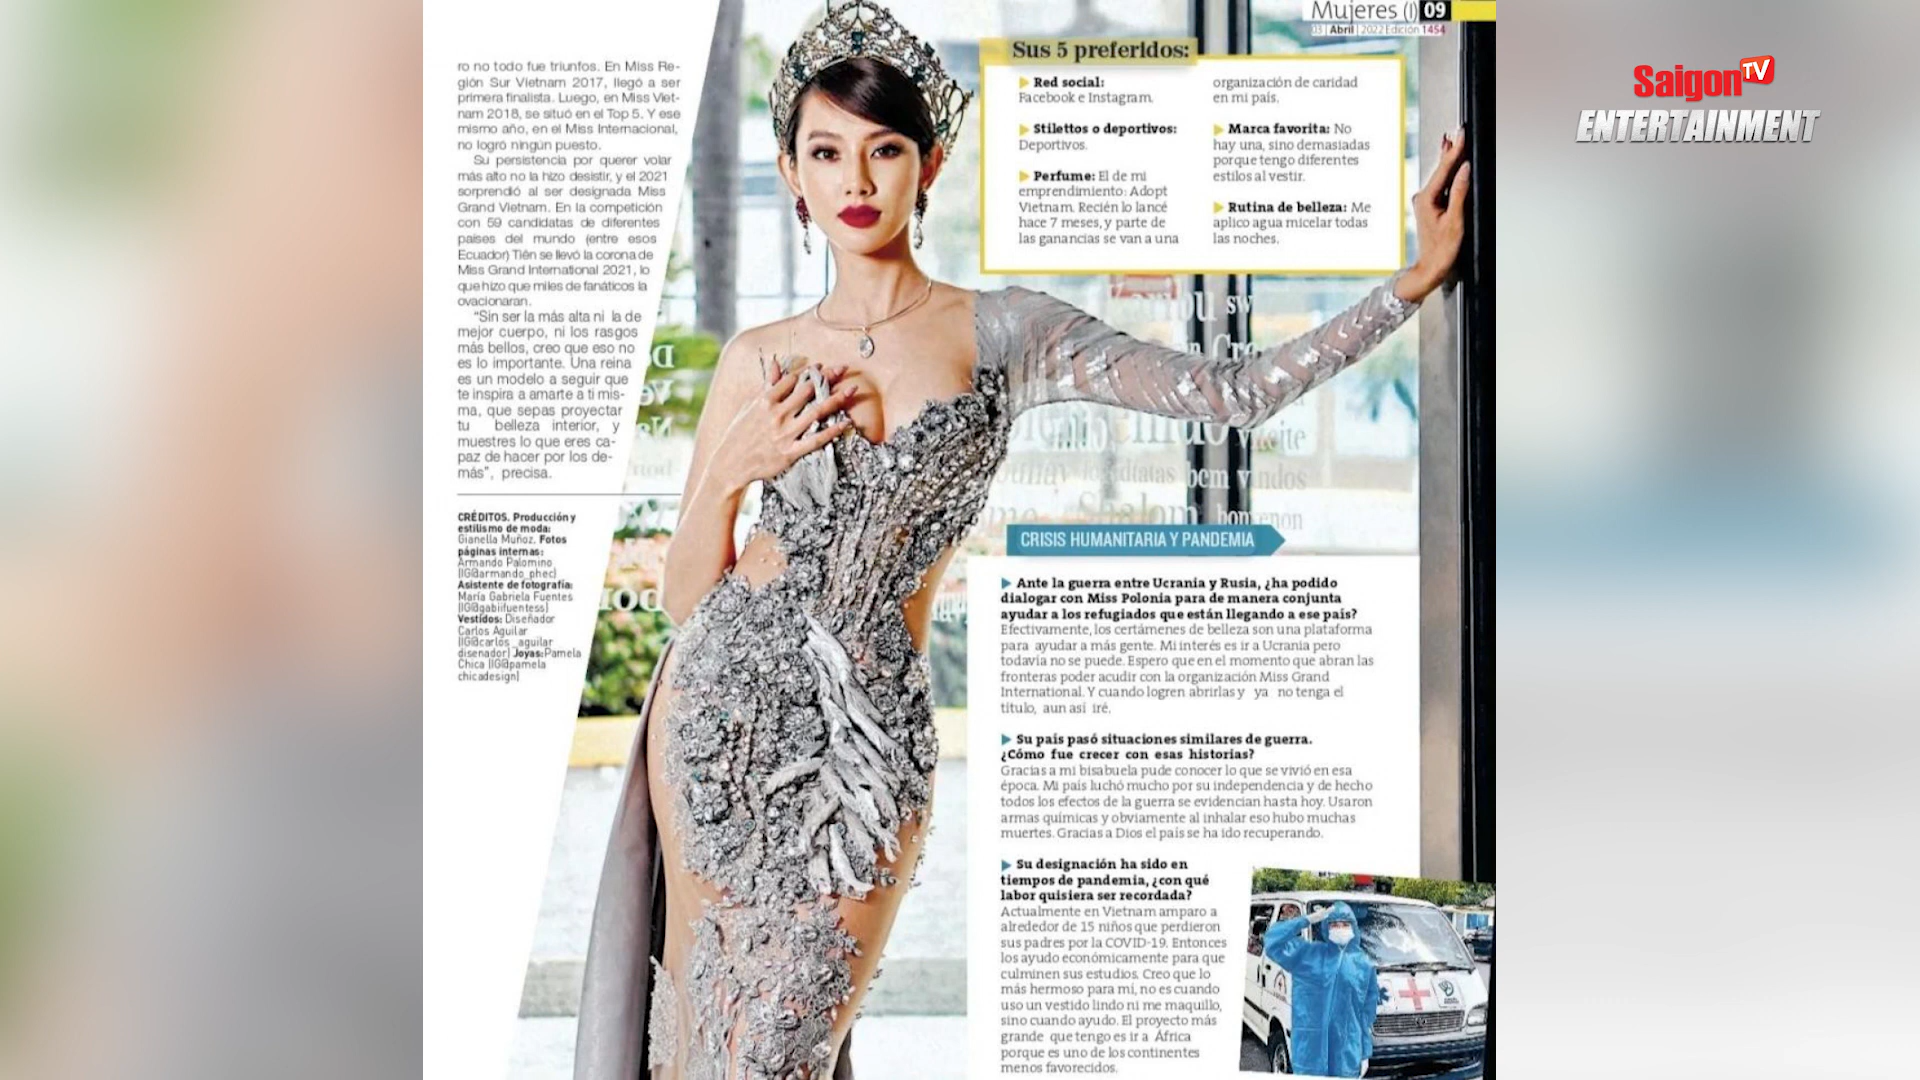 Mujeres (I) 09
03 | Abril | 2022 Edición 1454
Saigon TV
ENTERTAINMENT
ro no todo fue triunfos. En Miss Re-
gión Sur Vietnam 2017, llegó a ser
primera finalista. Luego, en Miss Viet-
nam 2018, se situó en el Top 5. Y ese
mismo año, en el Miss Internacional,
no logró ningún puesto.
Su persistencia por querer volar
más alto no la hizo desistir, y el 2021
sorprendió al ser designada Miss
Grand Vietnam. En la competición
con 59 candidatas de diferentes
países del mundo (entre esos
Ecuador) Tiên se llevó la corona de
Miss Grand International 2021, lo
que hizo que miles de fanáticos la
ovacionaran.
"Sin ser la más alta ni la de
mejor cuerpo, ni los rasgos
más bellos, creo que eso no
es lo importante. Una reina
es un modelo a seguir que
te inspira a amarte a ti mis-
ma, que sepas proyectar
tu belleza interior, y
muestres lo que eres ca-
paz de hacer por los de-
más", precisa.
CRÉDITOS. Producción y
estilismo de moda:
Gianella Muñoz. Fotos
páginas internas:
Armando Palomino
(IG@armando_phec)
Asistente de fotografía:
María Gabriela Fuentes
(IG@gabiifuentess)
Vestidos: Diseñador
Carlos Aguilar
(IG@carlos_aguilar
disenador) Joyas: Pamela
Chica (IG@pamela
chicadesign)
Sus 5 preferidos:
Red social:
Facebook e Instagram.
Stilettos o deportivos:
Deportivos.
Perfume: El de mi
emprendimiento: Adopt
Vietnam. Recién lo lancé
hace 7 meses, y parte de
las ganancias se van a una
organización de caridad
en mi país.
Marca favorita: No
hay una, sino demasiadas
porque tengo diferentes
estilos al vestir.
Rutina de belleza: Me
aplico agua micelar todas
las noches.
CRISIS HUMANITARIA Y PANDEMIA
Ante la guerra entre Ucrania y Rusia, ¿ha podido
dialogar con Miss Polonia para de manera conjunta
ayudar a los refugiados que están llegando a ese país?
Efectivamente, los certámenes de belleza son una plataforma
para ayudar a más gente. Mi interés es ir a Ucrania pero
todavía no se puede. Espero que en el momento que abran las
fronteras poder acudir con la organización Miss Grand
International. Y cuando logren abrirlas y ya no tenga el
título, aun así iré.
Su país pasó situaciones similares de guerra.
¿Cómo fue crecer con esas historias?
Gracias a mi bisabuela pude conocer lo que se vivió en esa
época. Mi país luchó mucho por su independencia y de hecho
todos los efectos de la guerra se evidencian hasta hoy. Usaron
armas químicas y obviamente al inhalar eso hubo muchas
muertes. Gracias a Dios el país se ha ido recuperando.
Su designación ha sido en
tiempos de pandemia, ¿con qué
labor quisiera ser recordada?
Actualmente en Vietnam amparo a
alrededor de 15 niños que perdieron
sus padres por la COVID-19. Entonces
los ayudo económicamente para que
culminen sus estudios. Creo que lo
más hermoso para mí, no es cuando
uso un vestido lindo ni me maquillo,
sino cuando ayudo. El proyecto más
grande que tengo es ir a África
porque es uno de los continentes
menos favorecidos.
Shalom